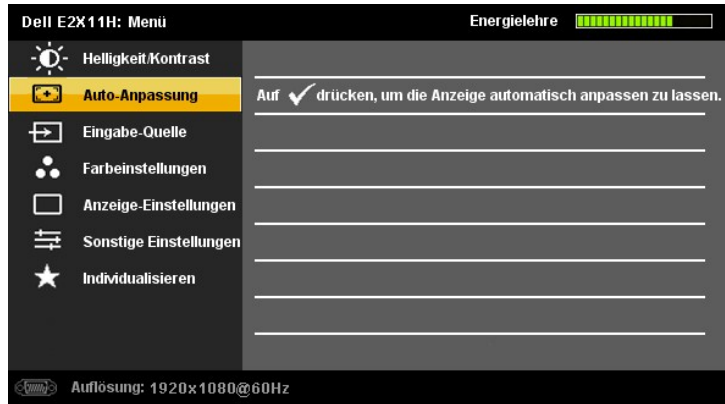 Dell E2X11H: Menü
Energielehre
Helligkeit/Kontrast
Auto-Anpassung
Auf ✓ drücken, um die Anzeige automatisch anpassen zu lassen.
Eingabe-Quelle
Farbeinstellungen
Anzeige-Einstellungen
Sonstige Einstellungen
Individualisieren
Auflösung: 1920x1080@60Hz